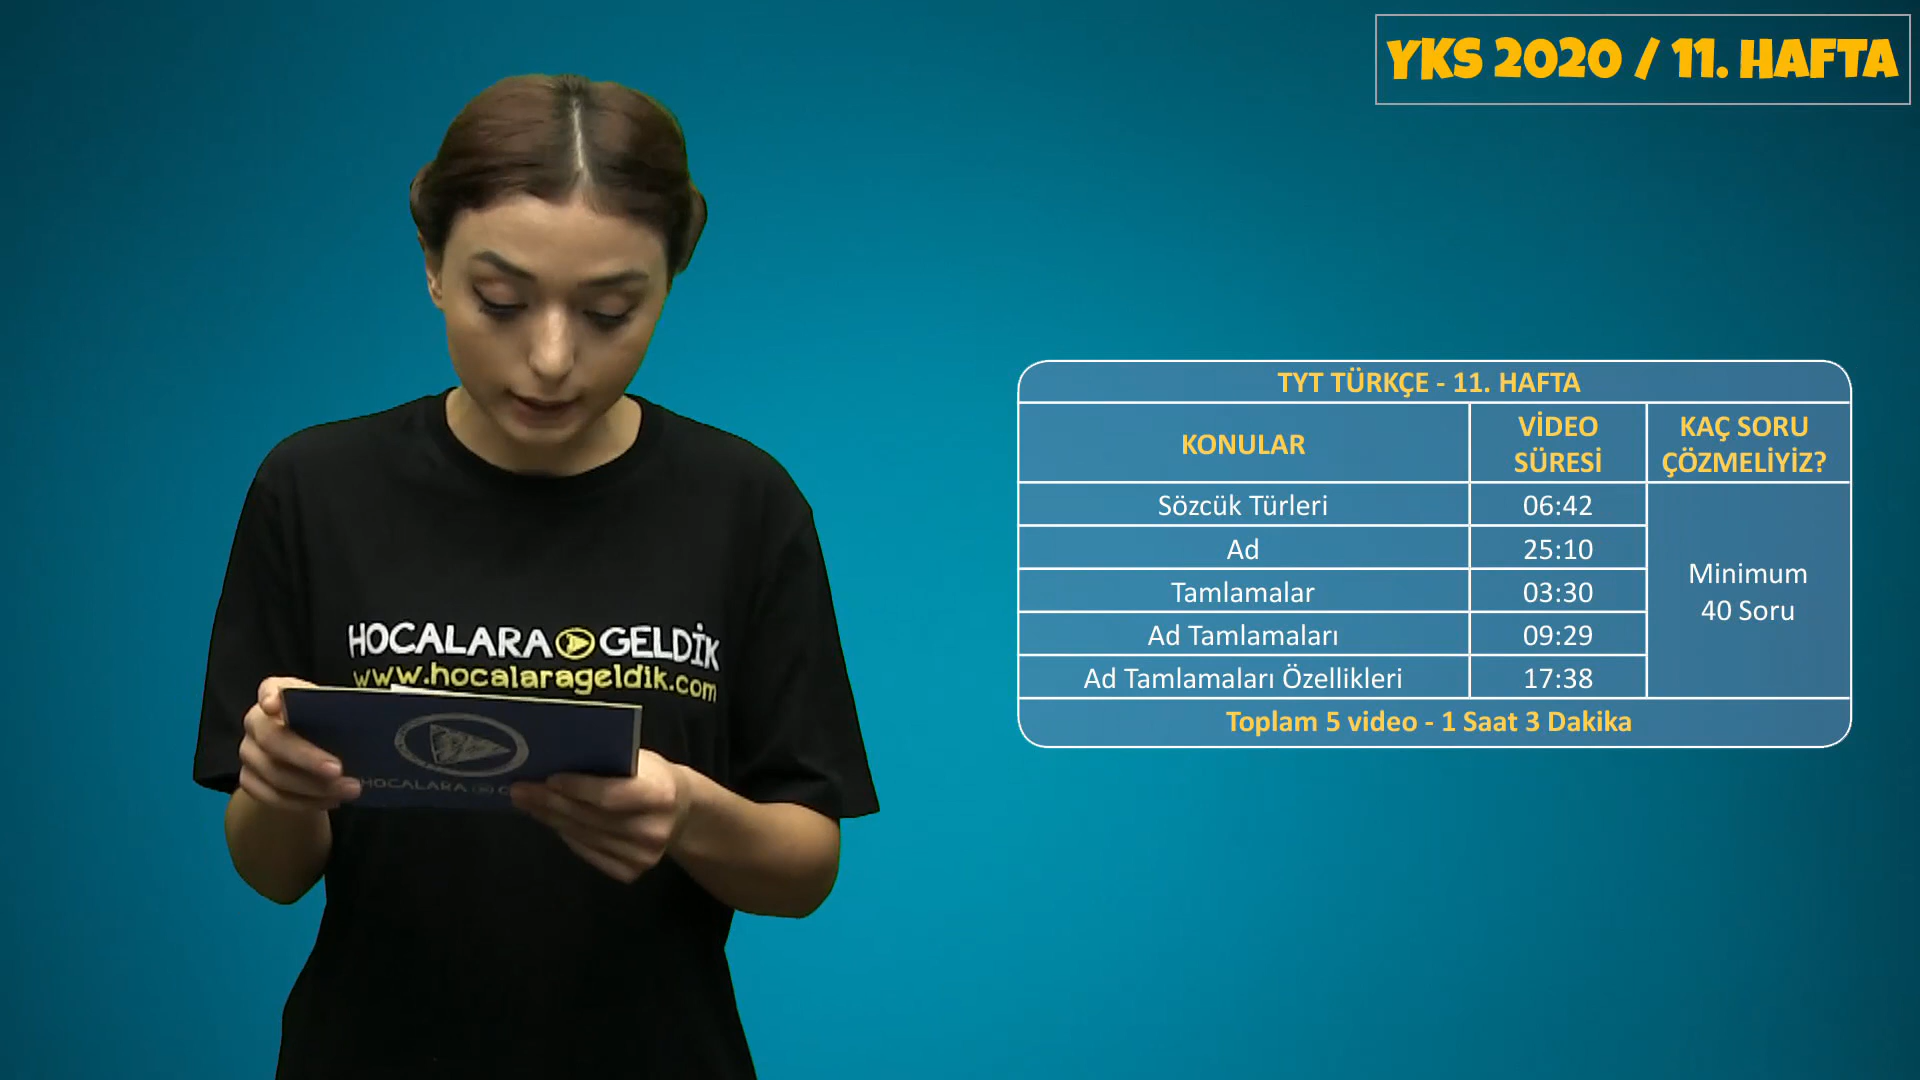 YKS 2020 / 11. HAFTA
HOCALARA GELDİK
www.hocalarageldik.com
HOCALARA
TYT TÜRKÇE - 11. HAFTA
KONULAR
VİDEO
SÜRESİ
KAÇ SORU
ÇÖZMELİYİZ?
Sözcük Türleri 06:42
Ad 25:10
Tamlamalar 03:30
Ad Tamlamaları 09:29
Ad Tamlamaları Özellikleri 17:38
Minimum
40 Soru
Toplam 5 video - 1 Saat 3 Dakika